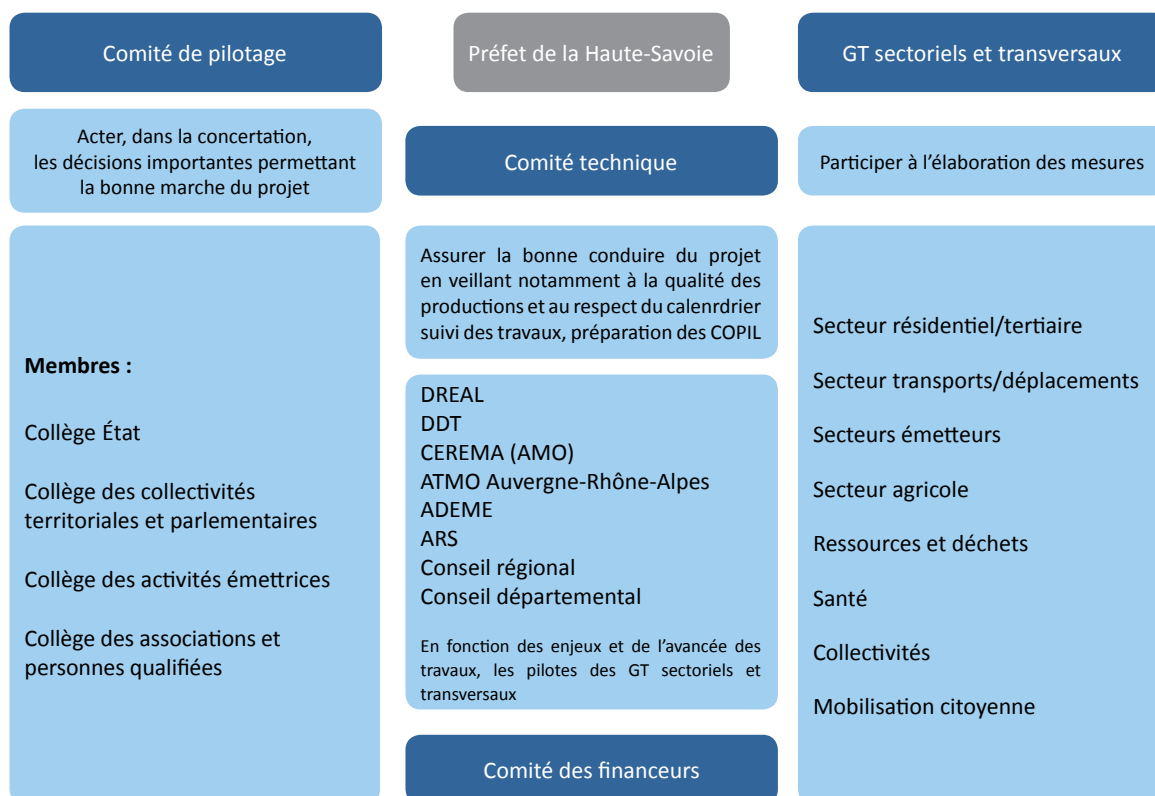 Comité de pilotage
Acter, dans la concertation,
les décisions importantes permettant
la bonne marche du projet
Membres :
Collège État
Collège des collectivités
territoriales et parlementaires
Collège des activités émettrices
Collège des associations et
personnes qualifiées
Préfet de la Haute-Savoie
Comité technique
Assurer la bonne conduire du projet
en veillant notamment à la qualité des
productions et au respect du calenrdrier
suivi des travaux, préparation des COPIL
DREAL
DDT
CEREMA (AMO)
ATMO Auvergne-Rhône-Alpes
ADEME
ARS
Conseil régional
Conseil départemental
En fonction des enjeux et de l'avancée des
travaux, les pilotes des GT sectoriels et
transversaux
Comité des financeurs
GT sectoriels et transversaux
Participer à l'élaboration des mesures
Secteur résidentiel/tertiaire
Secteur transports/déplacements
Secteurs émetteurs
Secteur agricole
Ressources et déchets
Santé
Collectivités
Mobilisation citoyenne